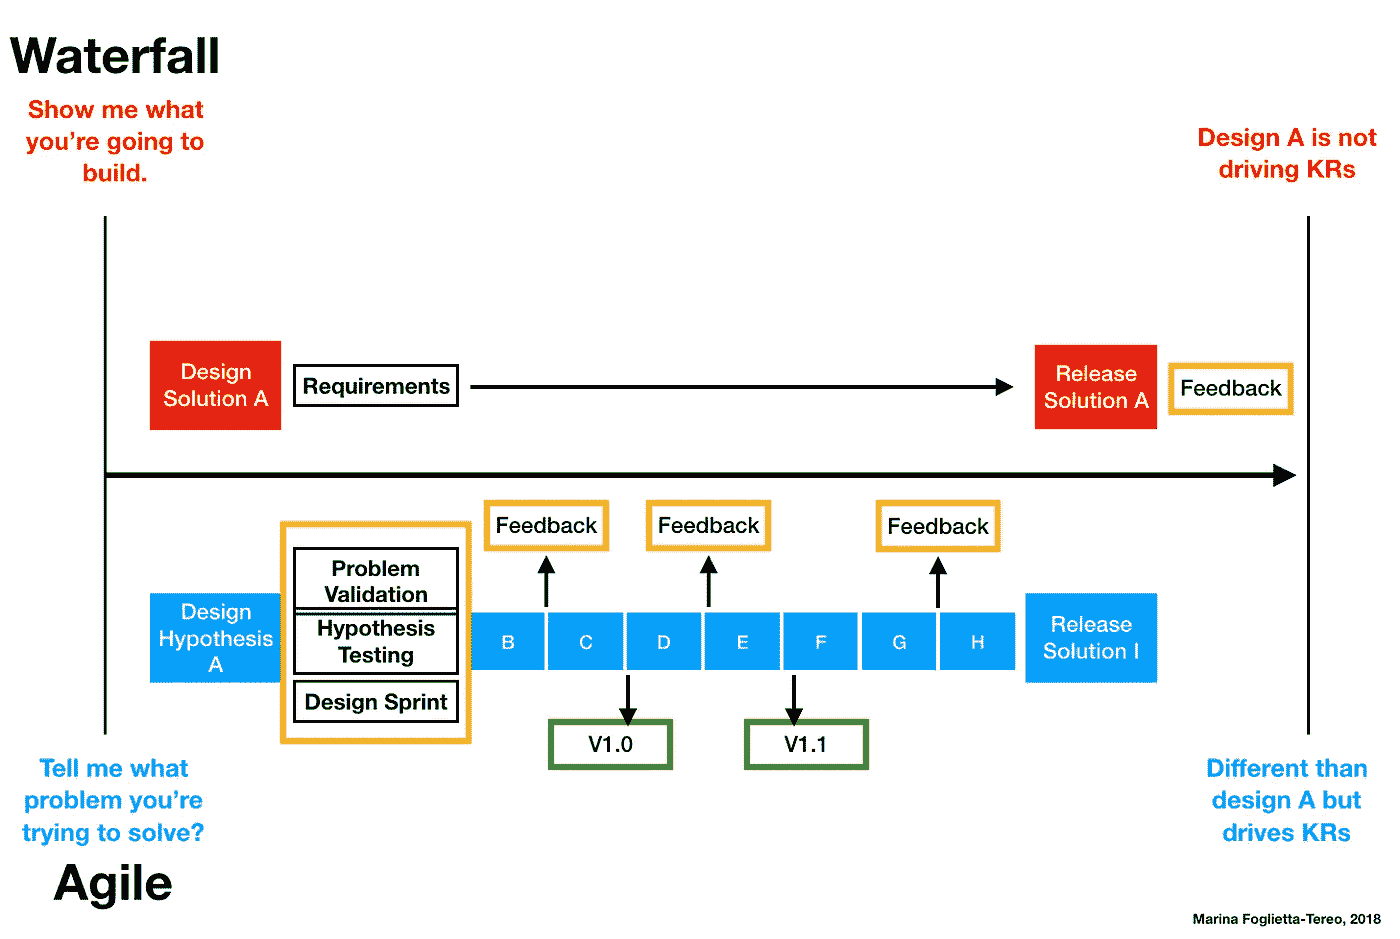 Waterfall
Show me what
you're going to
build.
Design A is not
driving KRs
Design
Solution A
Requirements
Release
Solution A
Feedback
Feedback
Feedback
Feedback
Design
Hypothesis
A
Problem
Validation
Hypothesis
Testing
Design Sprint
B
C
D
E
F
G
H
Release
Solution I
V1.0
V1.1
Tell me what
problem you're
trying to solve?
Different than
design A but
drives KRs
Agile
Marina Foglietta-Tereo, 2018